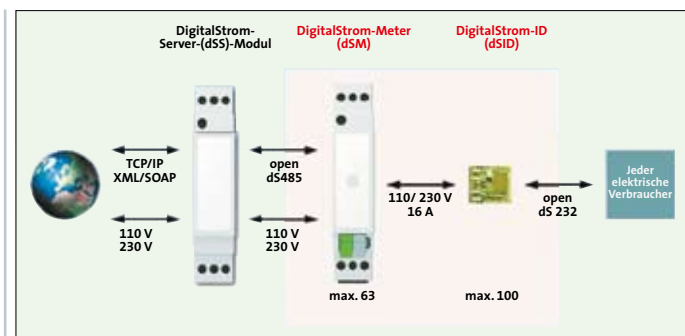 DigitalStrom-
Server-(dSS)-Modul
DigitalStrom-Meter
(dSM)
DigitalStrom-ID
(dSID)
TCP/IP
XML/SOAP
open
dS485
110/ 230 V
16 A
open
dS 232
Jeder
elektrische
Verbraucher
110 V
230 V
110 V
230 V
max. 63
max. 100